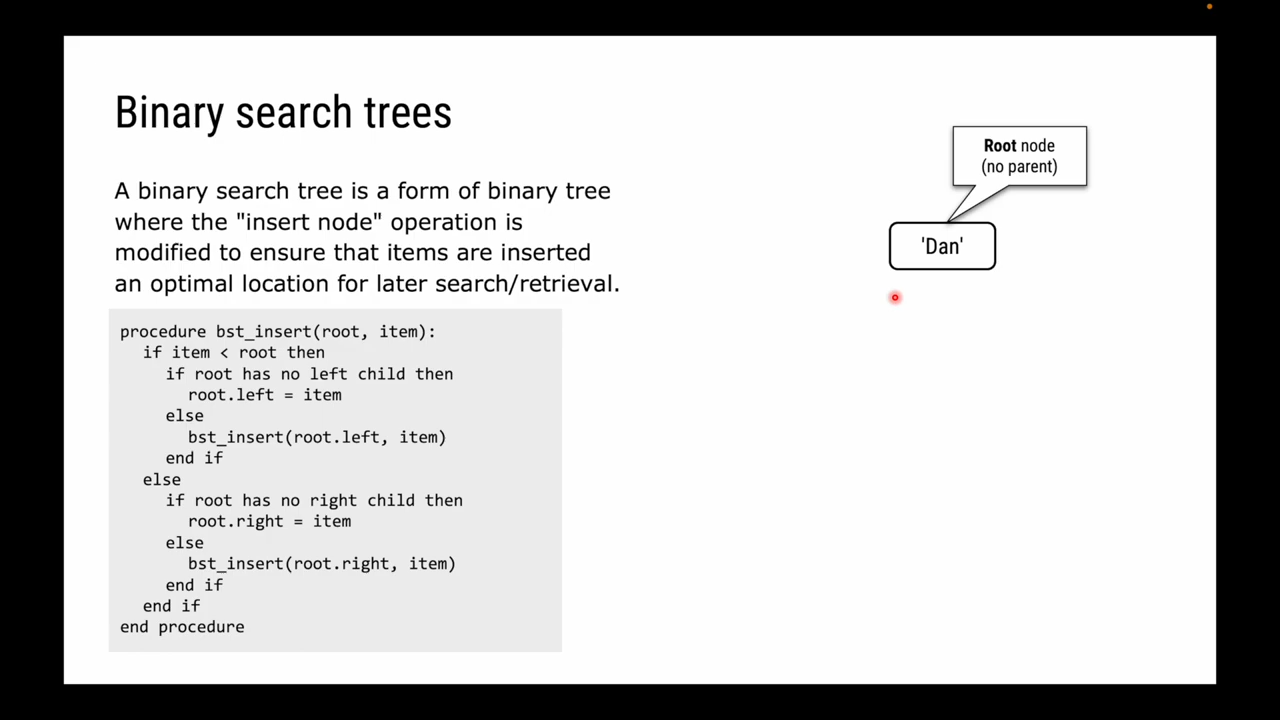 Binary search trees
A binary search tree is a form of binary tree
where the "insert node" operation is
modified to ensure that items are inserted
an optimal location for later search/retrieval.
procedure bst_insert(root, item):
  if item < root then
    if root has no left child then
      root.left = item
    else
      bst_insert(root.left, item)
    end if
  else
    if root has no right child then
      root.right = item
    else
      bst_insert(root.right, item)
    end if
  end if
end procedure
Root node
(no parent)
'Dan'